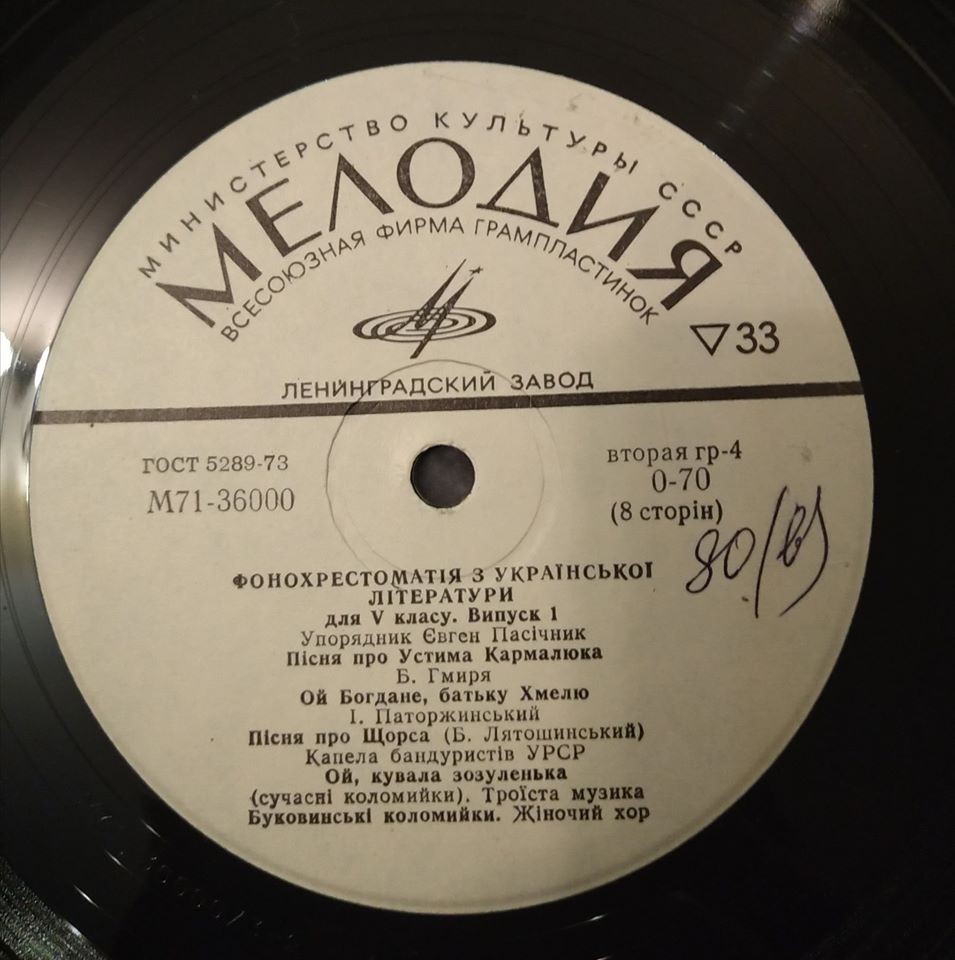 МИНИСТЕРСТВО КУЛЬТУРЫ СССР
МЕЛОДИЯ
ВСЕСОЮЗНАЯ ФИРМА ГРАМПЛАСТИНОК
▽33
ЛЕНИНГРАДСКИЙ ЗАВОД
ГОСТ 5289-73
М71-36000
вторая гр-4
0-70
(8 сторін)
80/
ФОНОХРЕСТОМАТІЯ З УКРАЇНСЬКОЇ
ЛІТЕРАТУРИ
для V класу. Випуск 1
Упорядник Євген Пасічник
Пісня про Устима Кармалюка
Б. Гмиря
Ой Богдане, батьку Хмелю
І. Паторжинський
Пісня про Щорса (Б. Лятошинський)
Капела бандуристів УРСР
Ой, кувала зозуленька
(сучасні коломийки). Троїста музика
Буковинські коломийки. Жіночий хор